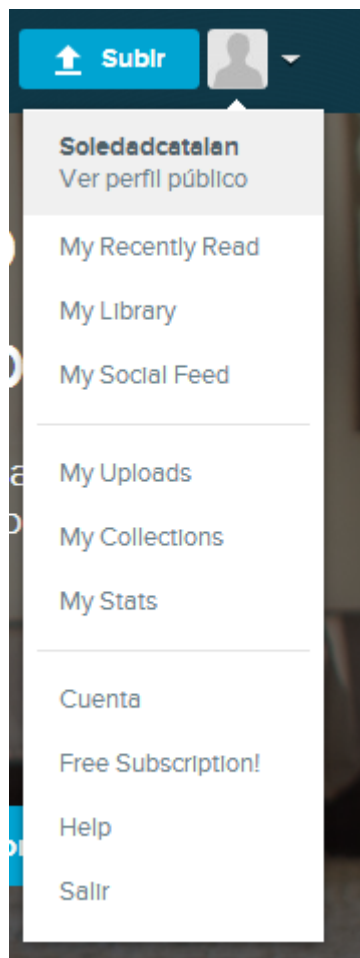 Subir
Soledadcatalan
Ver perfil público
My Recently Read
My Library
My Social Feed
My Uploads
My Collections
My Stats
Cuenta
Free Subscription!
Help
Salir